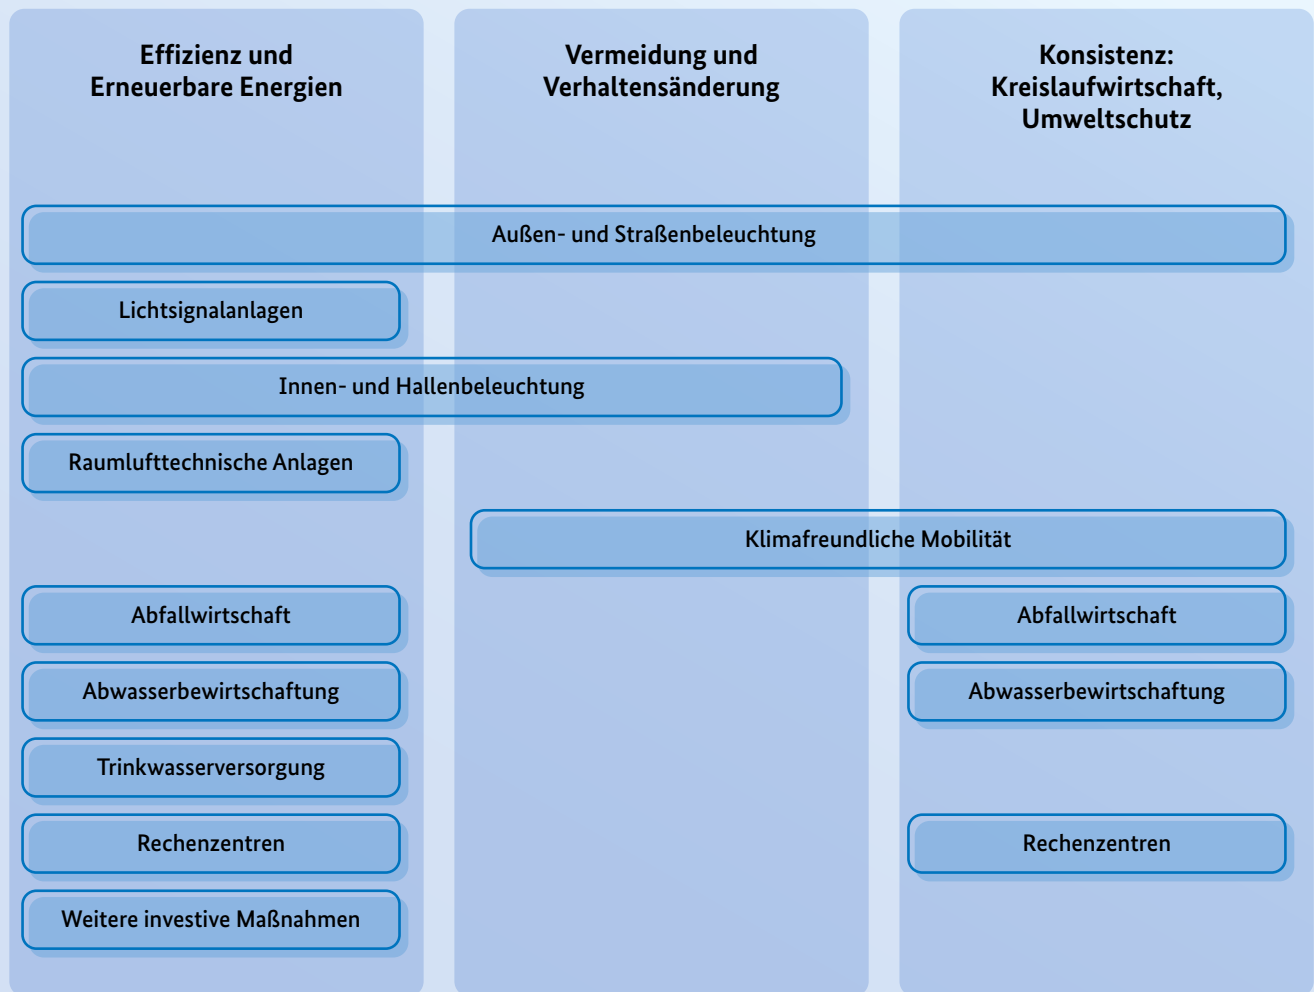 Effizienz und
Erneuerbare Energien
Vermeidung und
Verhaltensänderung
Konsistenz:
Kreislaufwirtschaft,
Umweltschutz
Außen- und Straßenbeleuchtung
Lichtsignalanlagen
Innen- und Hallenbeleuchtung
Raumlufttechnische Anlagen
Klimafreundliche Mobilität
Abfallwirtschaft
Abfallwirtschaft
Abwasserbewirtschaftung
Abwasserbewirtschaftung
Trinkwasserversorgung
Rechenzentren
Rechenzentren
Weitere investive Maßnahmen